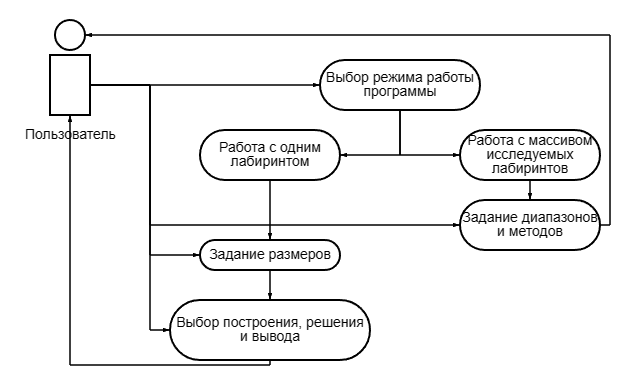 Выбор режима работы
программы
Пользователь
Работа с одним
лабиринтом
Работа с массивом
исследуемых
лабиринтов
Задание диапазонов
и методов
Задание размеров
Выбор построения, решения
и вывода